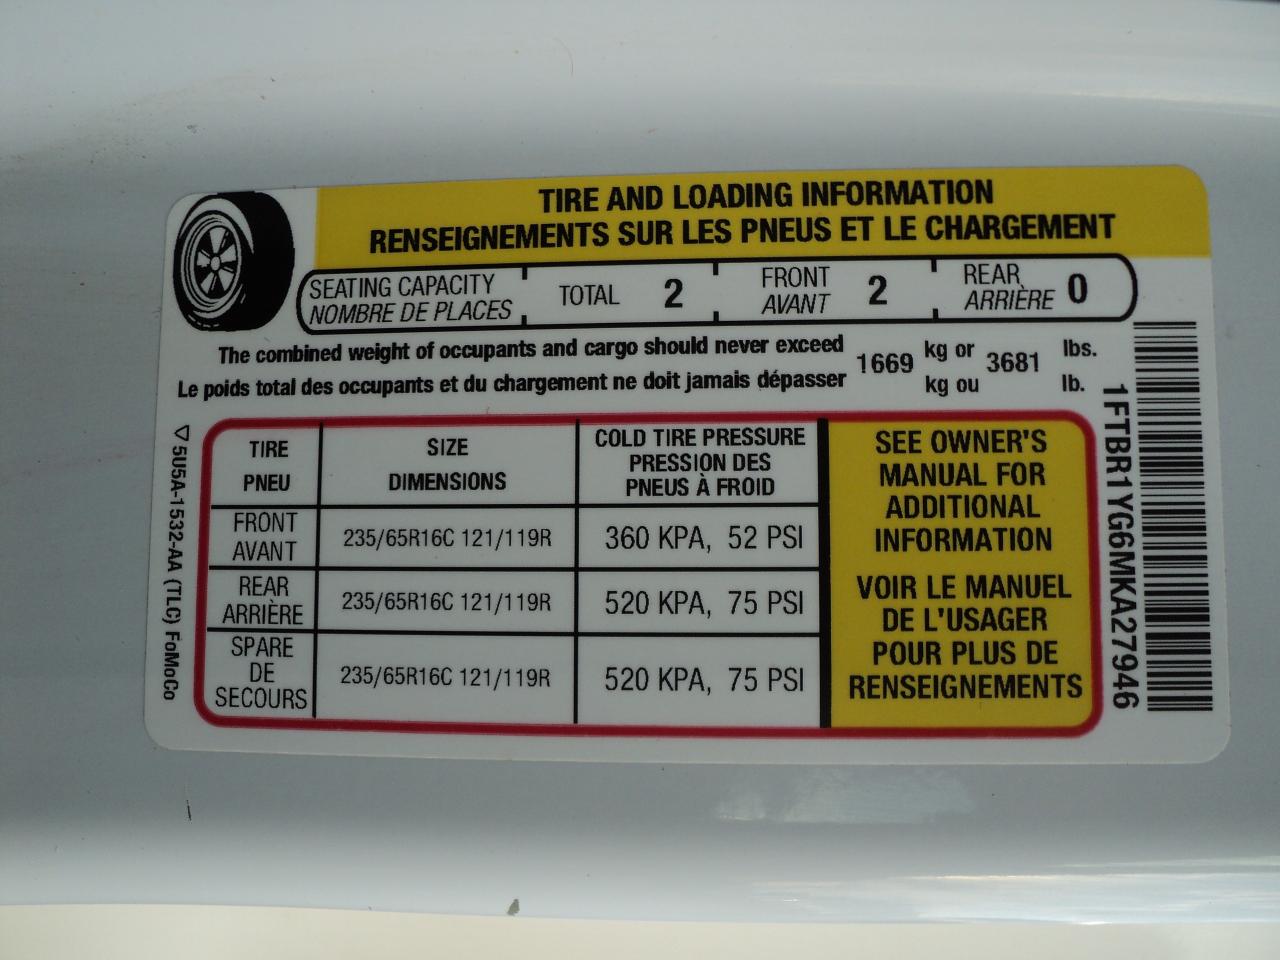 TIRE AND LOADING INFORMATION
RENSEIGNEMENTS SUR LES PNEUS ET LE CHARGEMENT
SEATING CAPACITY
NOMBRE DE PLACES
TOTAL 2
FRONT
AVANT
2
REAR
ARRIÈRE
0
The combined weight of occupants and cargo should never exceed
Le poids total des occupants et du chargement ne doit jamais dépasser
1669
kg or
kg ou
3681
lbs.
lb.
TIRE
PNEU
SIZE
DIMENSIONS
COLD TIRE PRESSURE
PRESSION DES
PNEUS À FROID
FRONT
AVANT
235/65R16C 121/119R
360 KPA, 52 PSI
REAR
ARRIÈRE
235/65R16C 121/119R
520 KPA, 75 PSI
SPARE
DE
SECOURS
235/65R16C 121/119R
520 KPA, 75 PSI
SEE OWNER'S
MANUAL FOR
ADDITIONAL
INFORMATION
VOIR LE MANUEL
DE L'USAGER
POUR PLUS DE
RENSEIGNEMENTS
5U5A-1532-AA (TLC) FoMoCo
1FTBR1YG6MKA27946